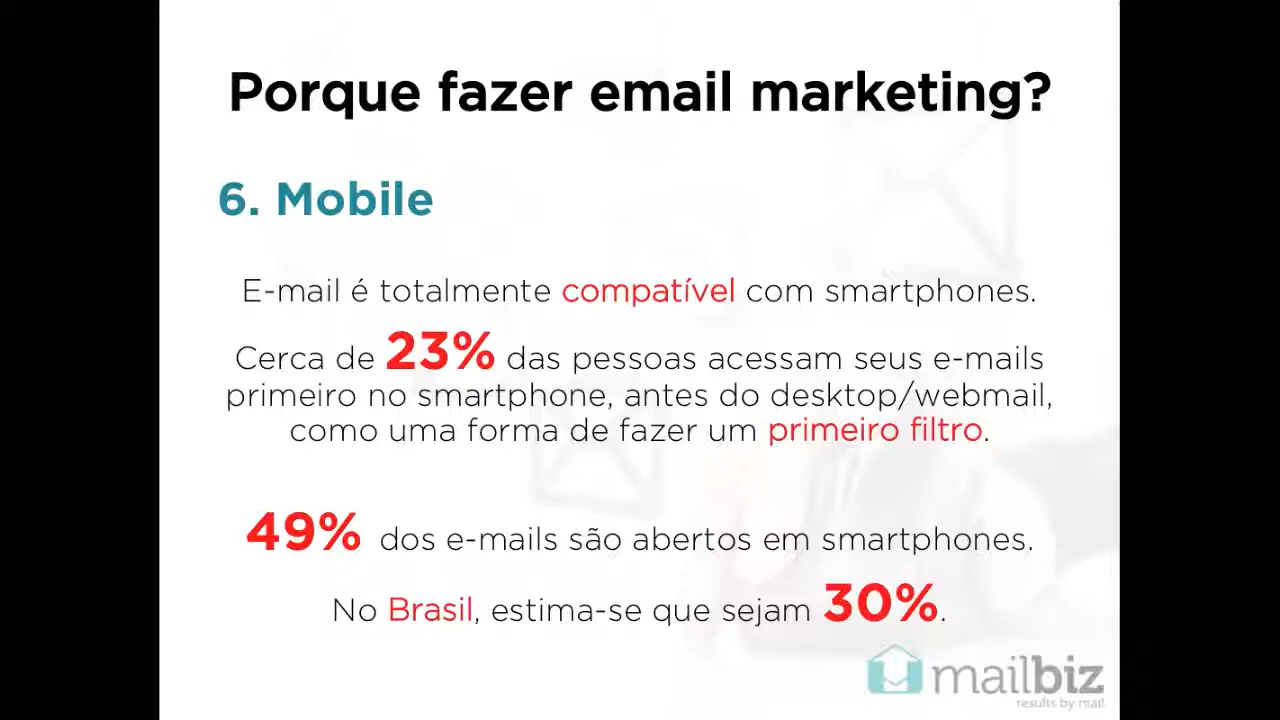 Porque fazer email marketing?
6. Mobile
E-mail é totalmente compatível com smartphones.
Cerca de 23% das pessoas acessam seus e-mails
primeiro no smartphone, antes do desktop/webmail,
como uma forma de fazer um primeiro filtro.
49% dos e-mails são abertos em smartphones.
No Brasil, estima-se que sejam 30%.
mailbiz
results by mail